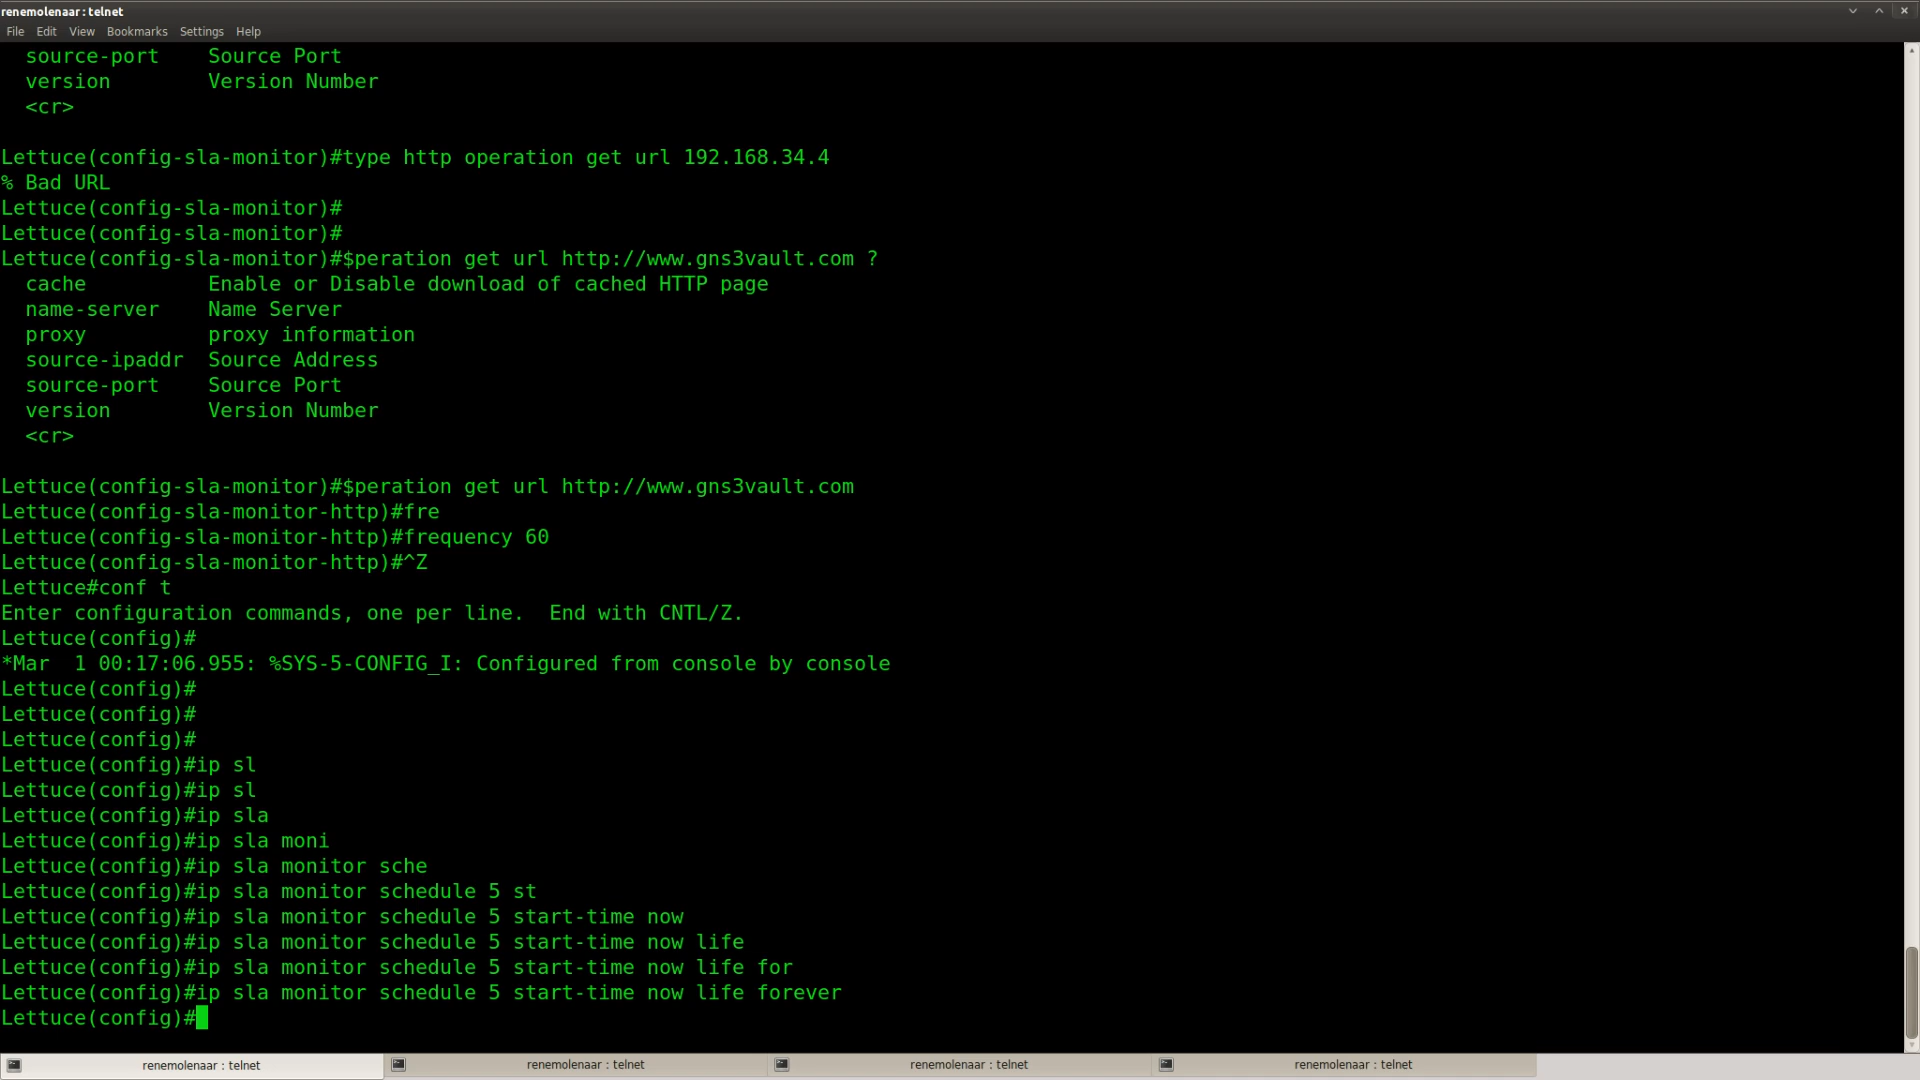 renemolenaar : telnet
File Edit View Bookmarks Settings Help
  source-port    Source Port
  version        Version Number
  <cr>

Lettuce(config-sla-monitor)#type http operation get url 192.168.34.4
% Bad URL
Lettuce(config-sla-monitor)#
Lettuce(config-sla-monitor)#
Lettuce(config-sla-monitor)#$peration get url http://www.gns3vault.com ?
  cache          Enable or Disable download of cached HTTP page
  name-server    Name Server
  proxy          proxy information
  source-ipaddr  Source Address
  source-port    Source Port
  version        Version Number
  <cr>

Lettuce(config-sla-monitor)#$peration get url http://www.gns3vault.com
Lettuce(config-sla-monitor-http)#fre
Lettuce(config-sla-monitor-http)#frequency 60
Lettuce(config-sla-monitor-http)#^Z
Lettuce#conf t
Enter configuration commands, one per line.  End with CNTL/Z.
Lettuce(config)#
*Mar  1 00:17:06.955: %SYS-5-CONFIG_I: Configured from console by console
Lettuce(config)#
Lettuce(config)#
Lettuce(config)#
Lettuce(config)#ip sl
Lettuce(config)#ip sl
Lettuce(config)#ip sla
Lettuce(config)#ip sla moni
Lettuce(config)#ip sla monitor sche
Lettuce(config)#ip sla monitor schedule 5 st
Lettuce(config)#ip sla monitor schedule 5 start-time now
Lettuce(config)#ip sla monitor schedule 5 start-time now life
Lettuce(config)#ip sla monitor schedule 5 start-time now life for
Lettuce(config)#ip sla monitor schedule 5 start-time now life forever
Lettuce(config)#
renemolenaar : telnet renemolenaar : telnet renemolenaar : telnet renemolenaar : telnet